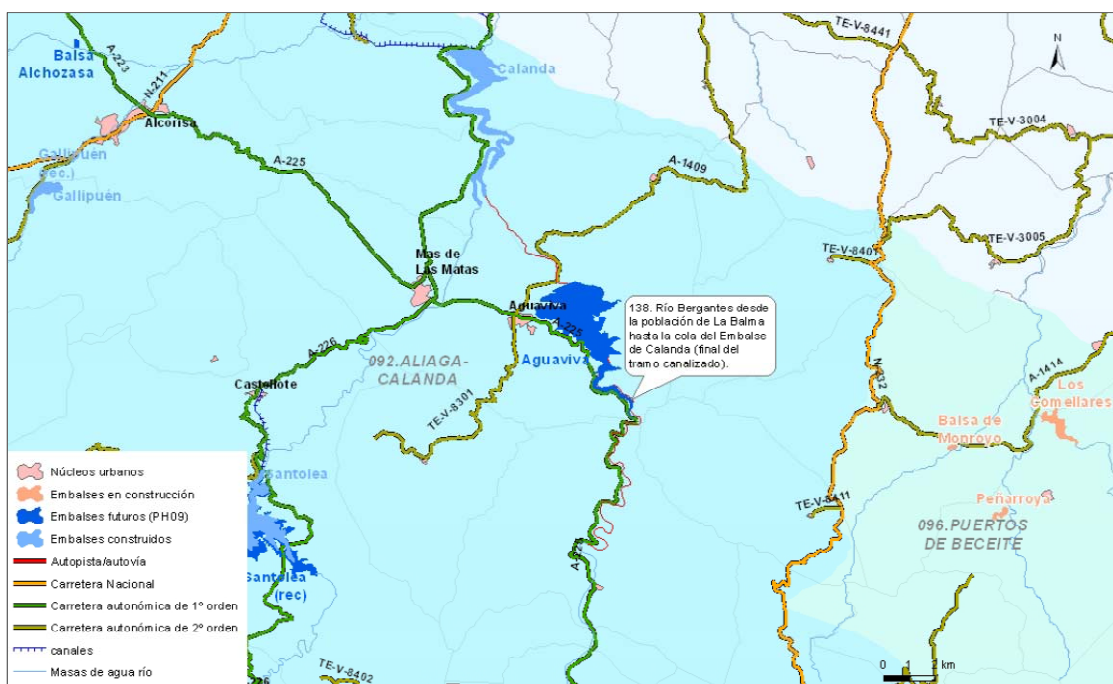 Balsa
Alchozasa
A-223
N-211
Alcorisa
Gallipuén
(rec.)
Gallipuén
A-225
Calanda
A-1409
TE-V-8441
N
TE-V-3004
TE-V-3005
TE-V-8401
Mas de
Las Matas
Aguaviva
A-225
Aguaviva
138. Río Bergantes desde
la población de La Balma
hasta la cola del Embalse
de Calanda (final del
tramo canalizado).
A-226
092.ALIAGA-
CALANDA
Castellote
TE-V-8301
N-232
A-1414
Los
Comellares
Balsa de
Monroyo
Santolea
TE-V-8411
Peñarroya
096.PUERTOS
DE BECEITE
Santolea
(rec)
TE-V-8402
0 1 2 km
Núcleos urbanos
Embalses en construcción
Embalses futuros (PH09)
Embalses construidos
Autopista/autovía
Carretera Nacional
Carretera autonómica de 1º orden
Carretera autonómica de 2º orden
canales
Masas de agua río